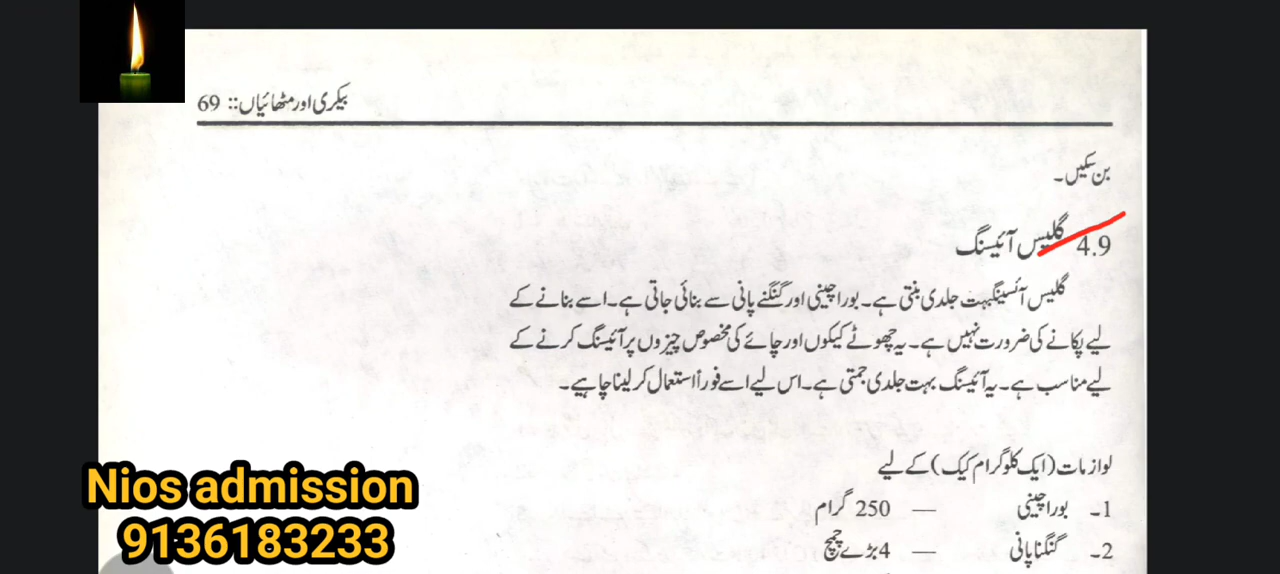 بیکری اور مٹھائیاں:: 69
بن سکیں۔
4.9 گلیس آئیسنگ
گلیس آئسینگبہت جلدی بنتی ہے۔ بورا چینی اور گنگنے پانی سے بنائی جاتی ہے۔ اسے بنانے کے
لیے پکانے کی ضرورت نہیں ہے۔ یہ چھوٹے کیکوں اور چائے کی مخصوص چیزوں پر آئیسنگ کرنے کے
لیے مناسب ہے۔ یہ آئیسنگ بہت جلدی جمتی ہے۔ اس لیے اسے فوراً استعمال کر لینا چاہیے۔
لوازمات (ایک کلوگرام کیک) کے لیے
1۔ بورا چینی — 250 گرام
2۔ گنگنا پانی — 4 بڑے چمچ
Nios admission
9136183233